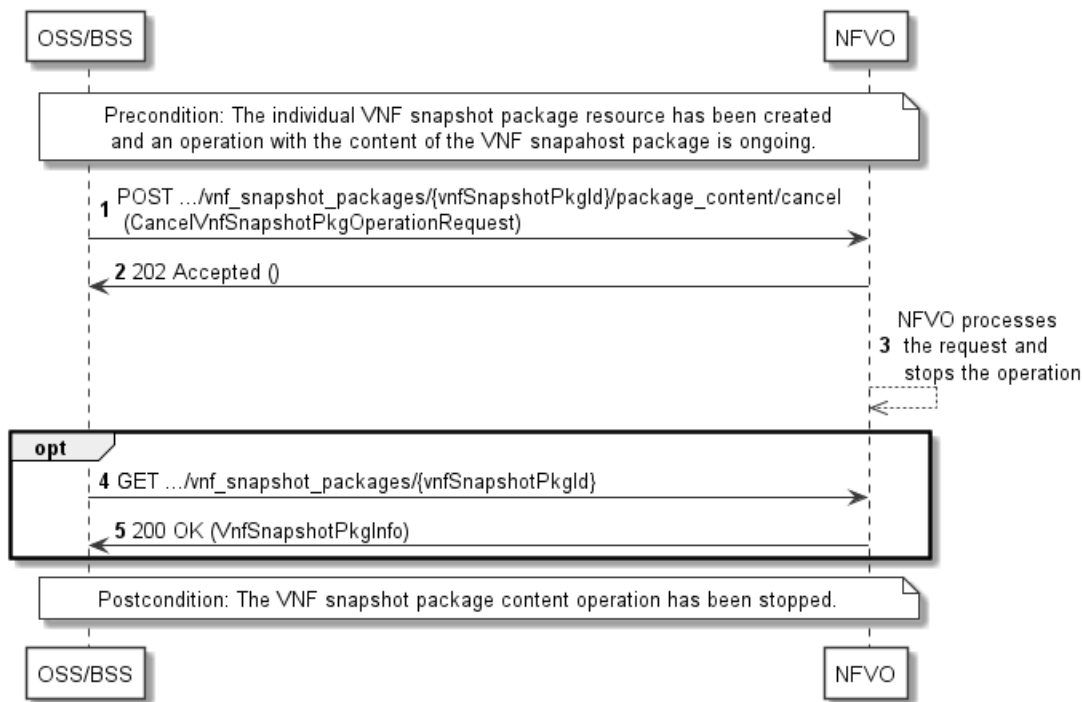 OSS/BSS
NFVO
Precondition: The individual VNF snapshot package resource has been created
and an operation with the content of the VNF snapahost package is ongoing.
1 POST .../vnf_snapshot_packages/{vnfSnapshotPkgId}/package_content/cancel
(CancelVnfSnapshotPkgOperationRequest)
2 202 Accepted ()
NFVO processes
3 the request and
stops the operation
opt
4 GET .../vnf_snapshot_packages/{vnfSnapshotPkgId}
5 200 OK (VnfSnapshotPkgInfo)
Postcondition: The VNF snapshot package content operation has been stopped.
OSS/BSS
NFVO